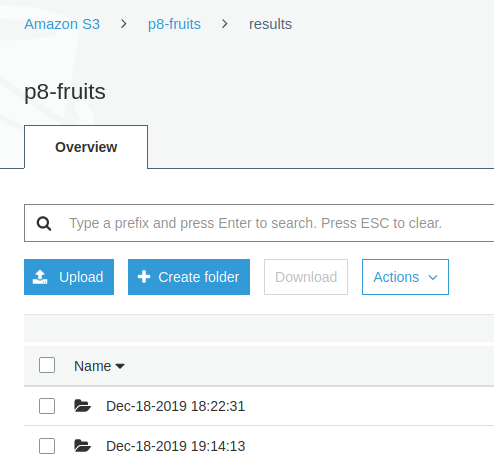 Amazon S3 > p8-fruits > results
p8-fruits
Overview
Type a prefix and press Enter to search. Press ESC to clear.
Upload Create folder Download Actions
Name
Dec-18-2019 18:22:31
Dec-18-2019 19:14:13